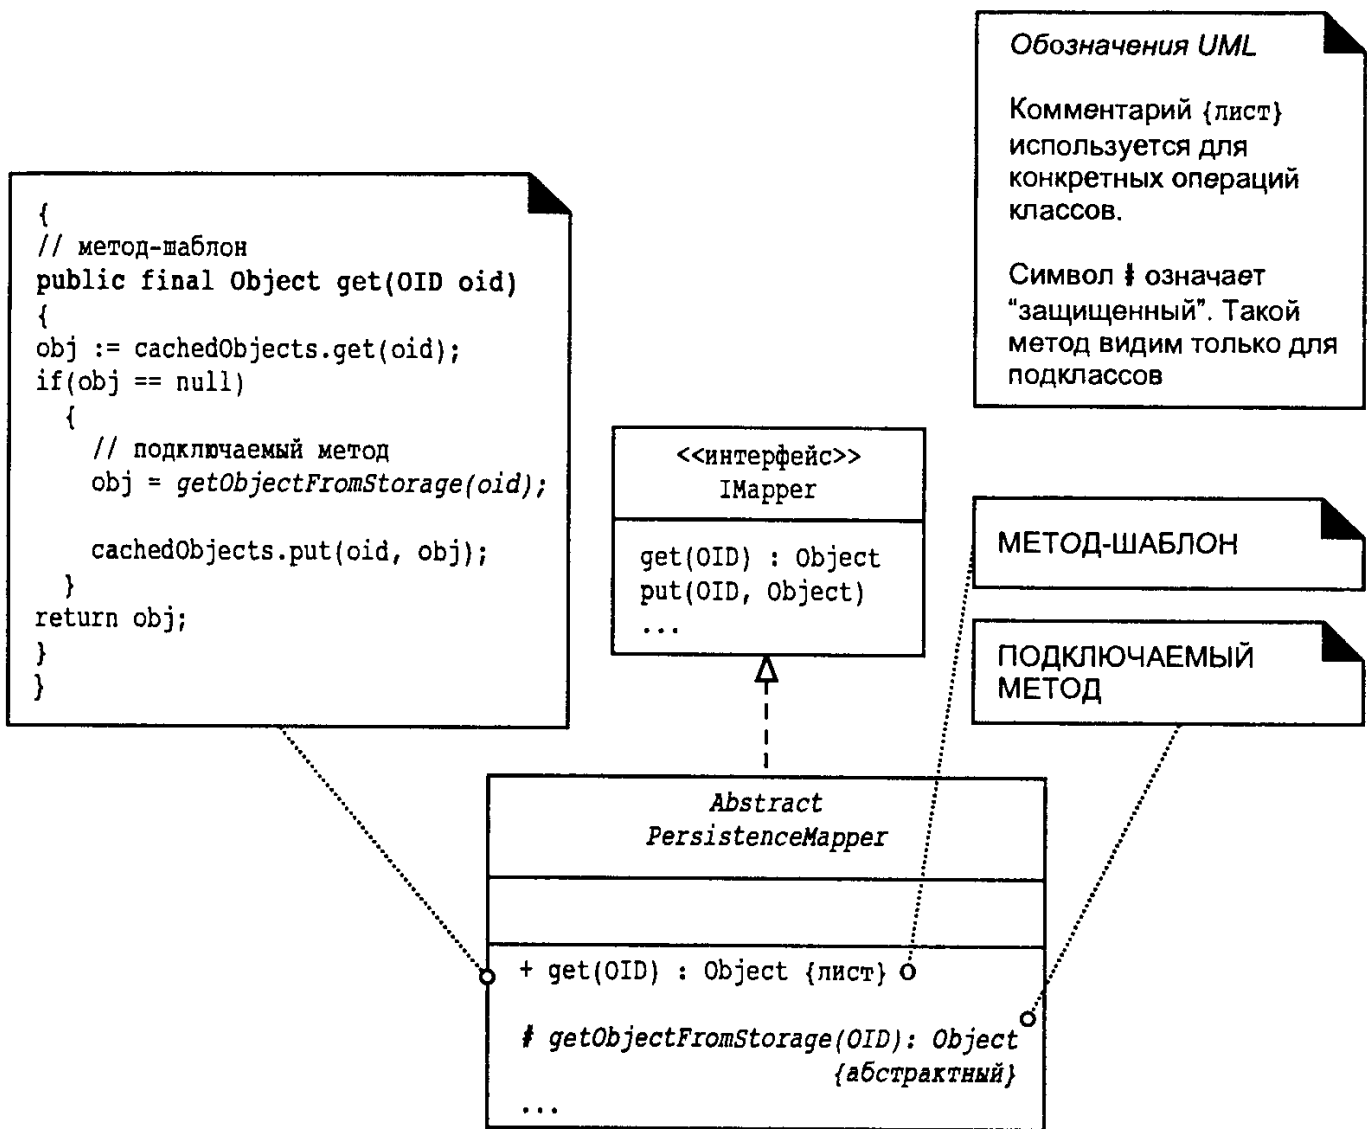 Обозначения UML
Комментарий {лист}
используется для
конкретных операций
классов.
Символ # означает
“защищенный”. Такой
метод видим только для
подклассов
{
// метод-шаблон
public final Object get(OID oid)
{
obj := cachedObjects.get(oid);
if(obj == null)
{
// подключаемый метод
obj = getObjectFromStorage(oid);
cachedObjects.put(oid, obj);
}
return obj;
}
}
<<интерфейс>>
IMapper
get(OID) : Object
put(OID, Object)
...
МЕТОД-ШАБЛОН
ПОДКЛЮЧАЕМЫЙ
МЕТОД
Abstract
PersistenceMapper
+ get(OID) : Object {лист}
# getObjectFromStorage(OID): Object
{абстрактный}
...